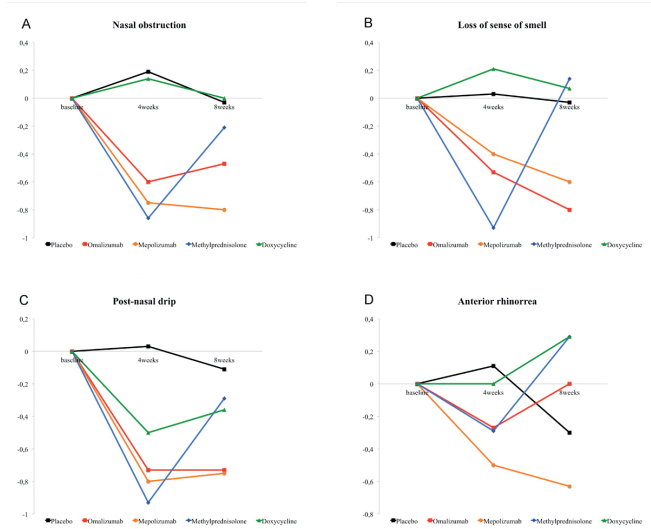 A
Nasal obstruction
0,4
0,2
0
-0,2
-0,4
-0,6
-0,8
-1
baseline
4weeks
8weeks
Placebo Omalizumab Mepolizumab Methylprednisolone Doxycycline
B
Loss of sense of smell
0,4
0,2
0
-0,2
-0,4
-0,6
-0,8
-1
baseline
4weeks
8weeks
Placebo Omalizumab Mepolizumab Methylprednisolone Doxycycline
C
Post-nasal drip
0,2
0
-0,2
-0,4
-0,6
-0,8
-1
baseline
4weeks
8weeks
Placebo Omalizumab Mepolizumab Methylprednisolone Doxycycline
D
Anterior rhinorrea
0,4
0,2
0
-0,2
-0,4
-0,6
-0,8
baseline
4weeks
8weeks
Placebo Omalizumab Mepolizumab Methylprednisolone Doxycycline